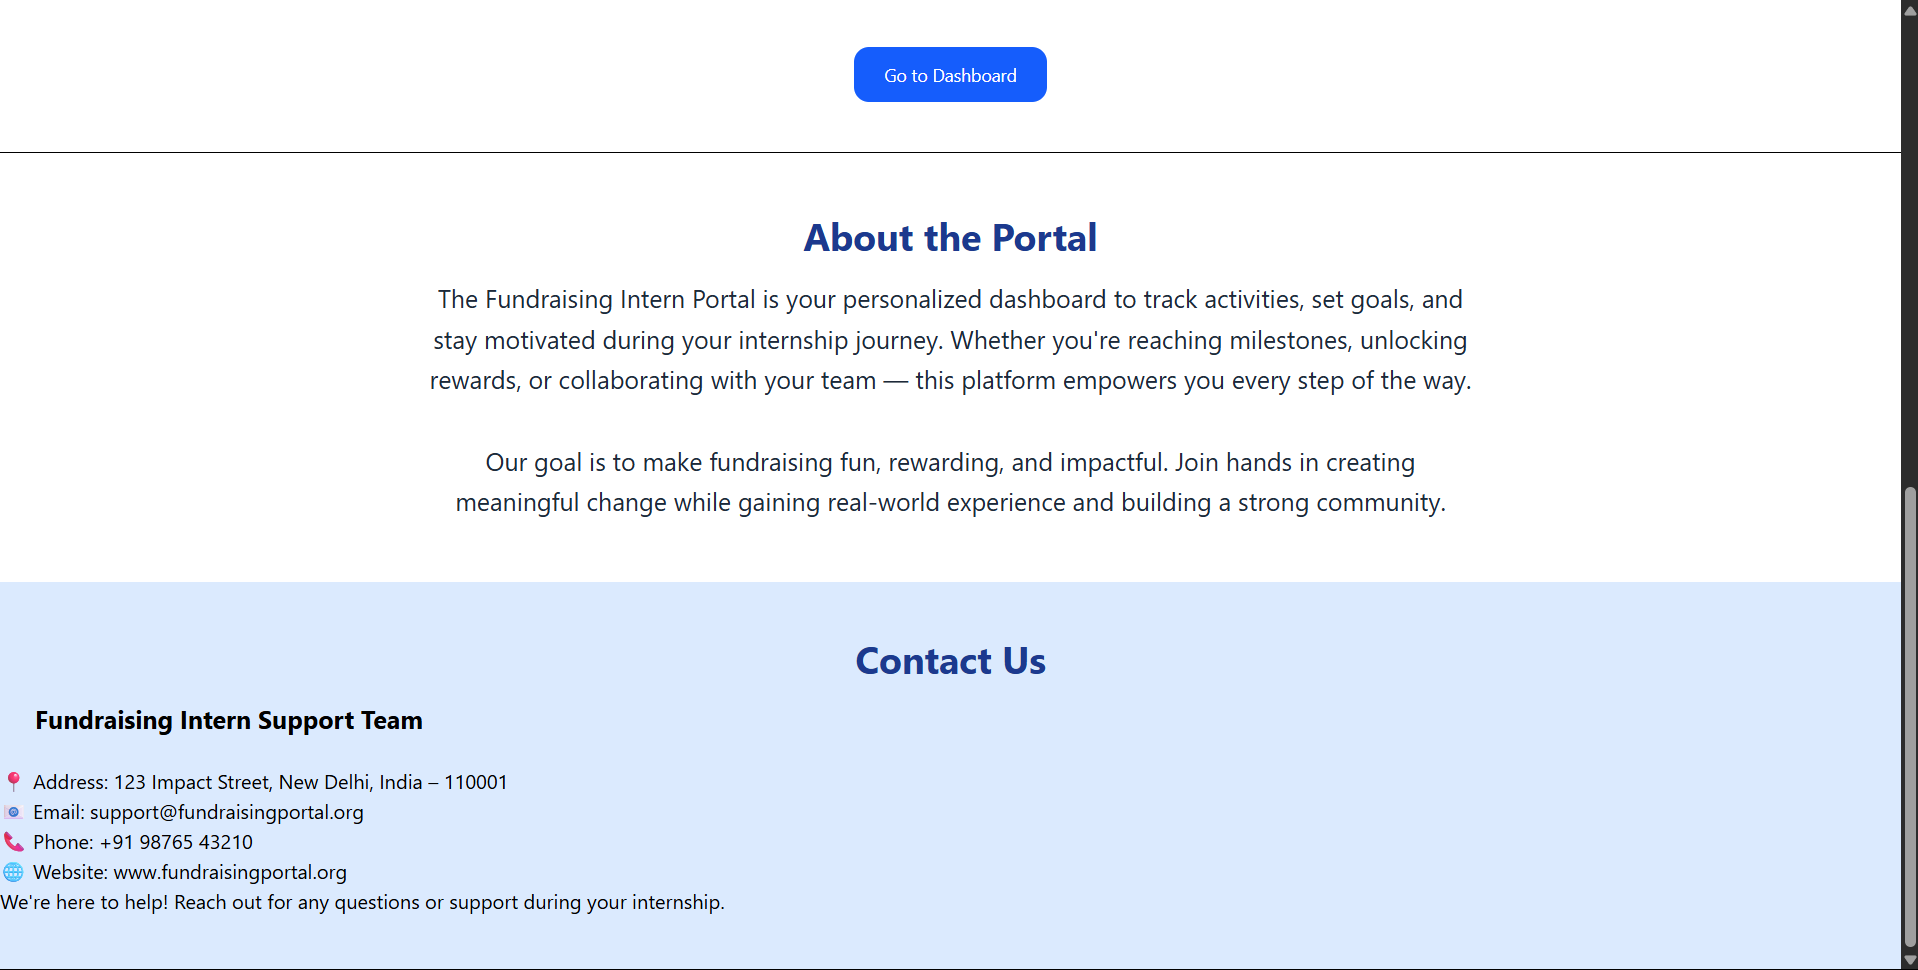 Go to Dashboard
About the Portal
The Fundraising Intern Portal is your personalized dashboard to track activities, set goals, and
stay motivated during your internship journey. Whether you're reaching milestones, unlocking
rewards, or collaborating with your team — this platform empowers you every step of the way.
Our goal is to make fundraising fun, rewarding, and impactful. Join hands in creating
meaningful change while gaining real-world experience and building a strong community.
Contact Us
Fundraising Intern Support Team
📍 Address: 123 Impact Street, New Delhi, India – 110001
📧 Email: support@fundraisingportal.org
📞 Phone: +91 98765 43210
🌐 Website: www.fundraisingportal.org
We're here to help! Reach out for any questions or support during your internship.